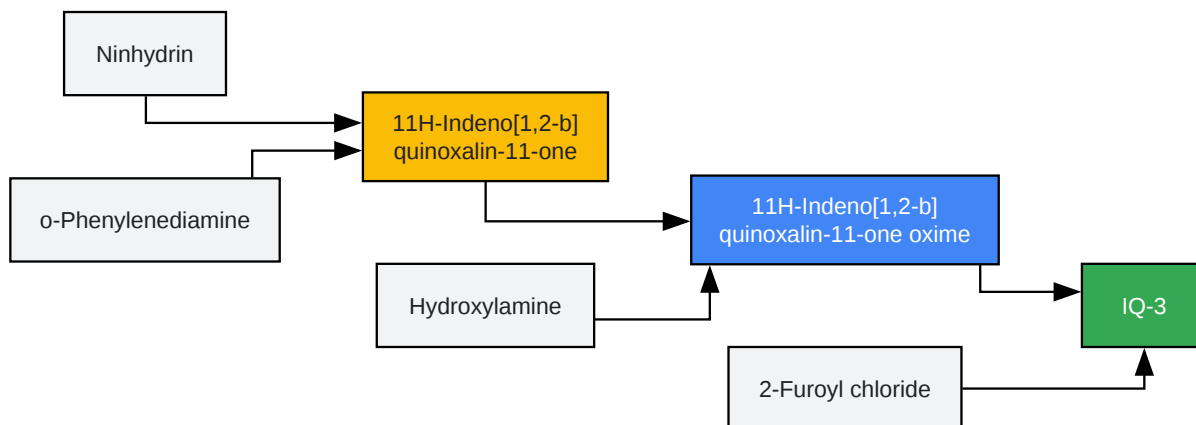 Ninhydrin
11H-Indeno[1,2-b]
quinoxalin-11-one
o-Phenylenediamine
11H-Indeno[1,2-b]
quinoxalin-11-one oxime
Hydroxylamine
IQ-3
2-Furoyl chloride